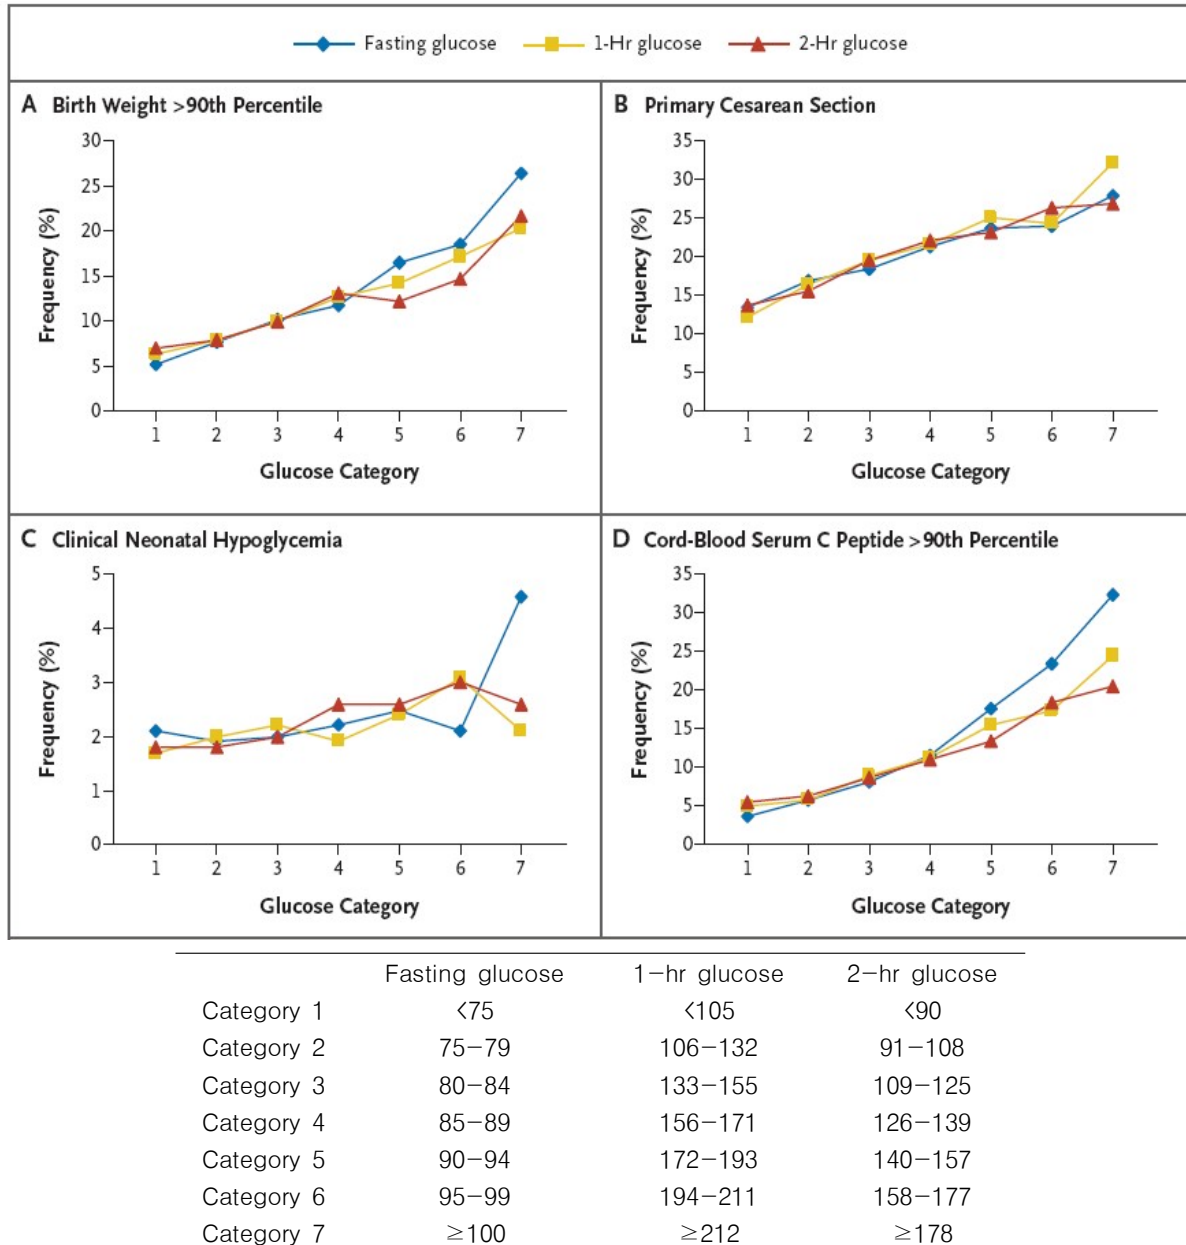 Fasting glucose 1-Hr glucose 2-Hr glucose
A Birth Weight >90th Percentile
30
25
20
15
10
5
0
Frequency (%)
1 2 3 4 5 6 7
Glucose Category
B Primary Cesarean Section
35
30
25
20
15
10
5
0
Frequency (%)
1 2 3 4 5 6 7
Glucose Category
C Clinical Neonatal Hypoglycemia
5
4
3
2
1
0
Frequency (%)
1 2 3 4 5 6 7
Glucose Category
D Cord-Blood Serum C Peptide >90th Percentile
35
30
25
20
15
10
5
0
Frequency (%)
1 2 3 4 5 6 7
Glucose Category
Fasting glucose 1-hr glucose 2-hr glucose
Category 1 <75 <105 <90
Category 2 75-79 106-132 91-108
Category 3 80-84 133-155 109-125
Category 4 85-89 156-171 126-139
Category 5 90-94 172-193 140-157
Category 6 95-99 194-211 158-177
Category 7 ≥100 ≥212 ≥178